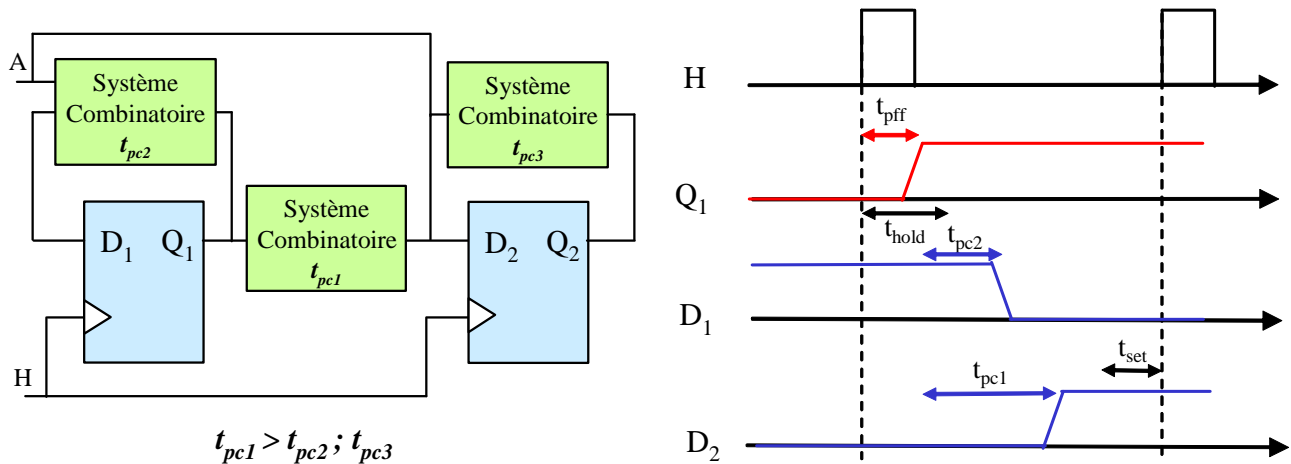 A
Système
Combinatoire
tpc2
Système
Combinatoire
tpc3
D1 Q1
Système
Combinatoire
tpc1
D2 Q2
H
tpc1 > tpc2 ; tpc3
H
tpff
Q1
thold
tpc2
D1
tset
tpc1
D2